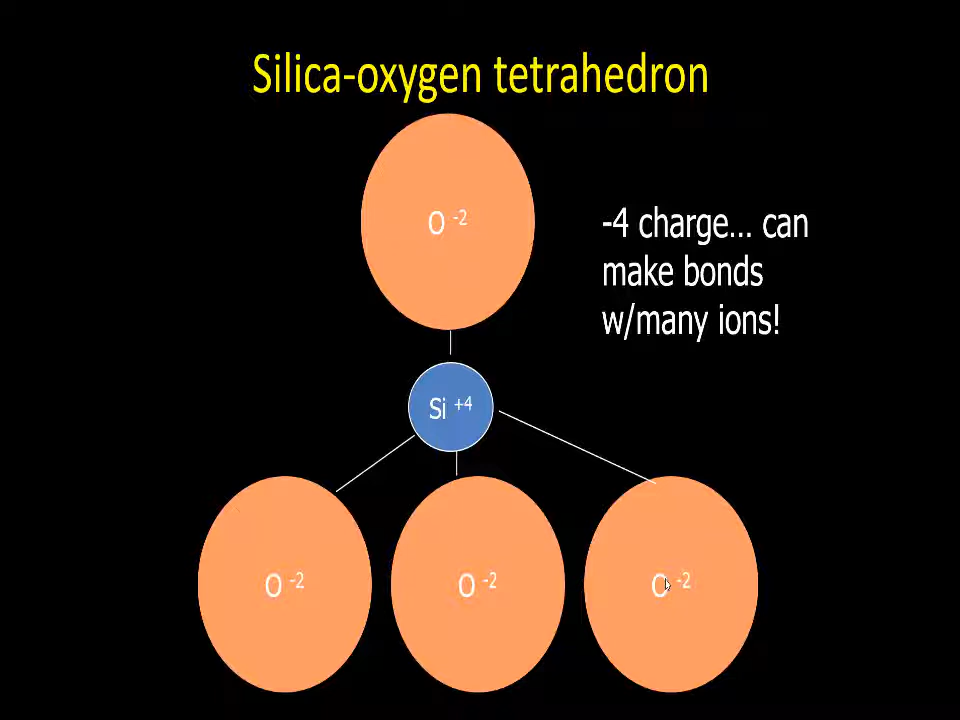 Silica-oxygen tetrahedron
O -2
-4 charge... can
make bonds
w/many ions!
Si +4
O -2
O -2
O -2